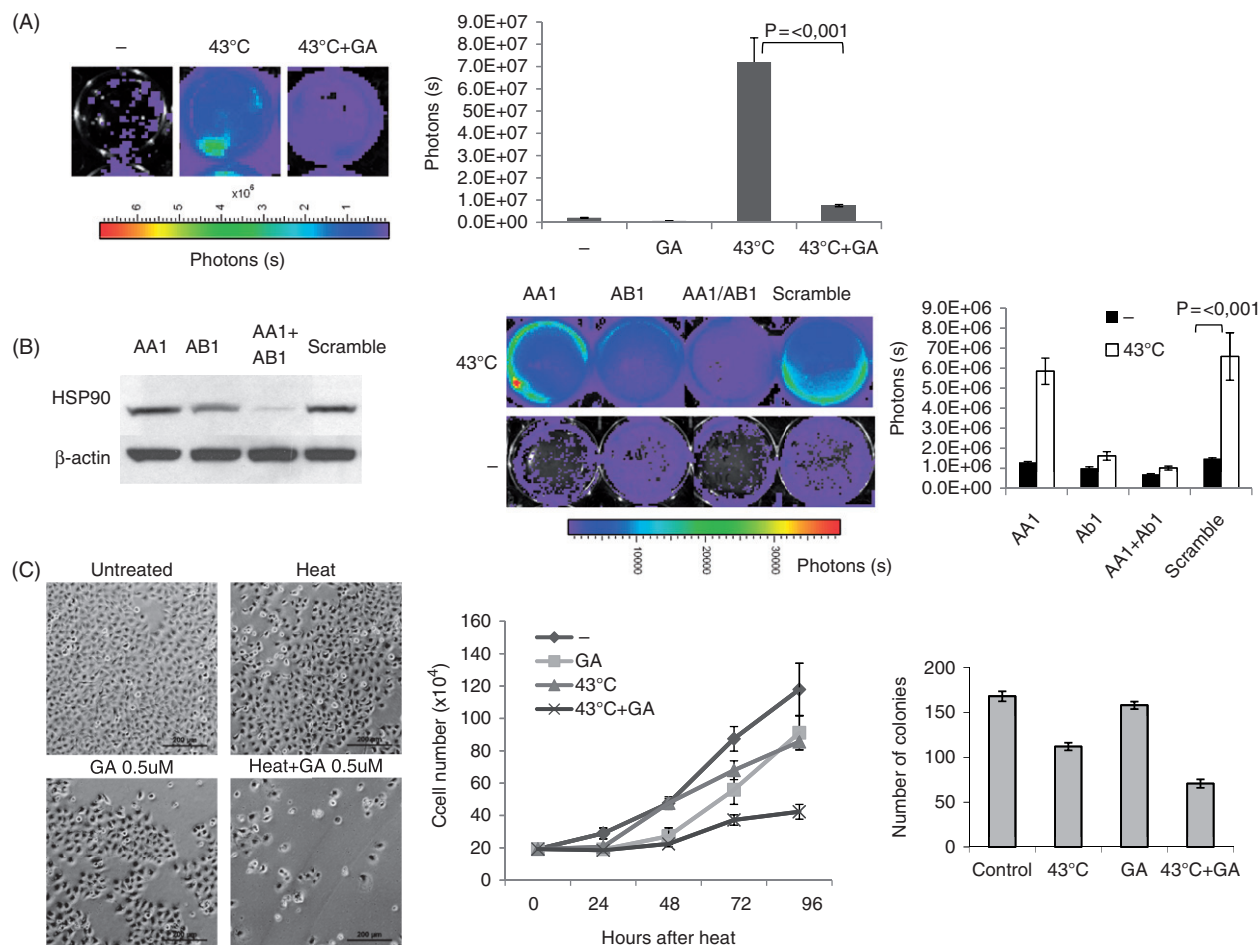 (A)
– 43°C 43°C+GA
6 5 4 3 2 1
x10⁶
Photons (s)
Photons (s)
9.0E+07
8.0E+07
7.0E+07
6.0E+07
5.0E+07
4.0E+07
3.0E+07
2.0E+07
1.0E+07
0.0E+00
P=<0,001
– GA 43°C 43°C+GA
(B)
AA1 AB1 AA1+ AB1 Scramble
HSP90
β-actin
AA1 AB1 AA1/AB1 Scramble
43°C
–
10000 20000 30000
Photons (s)
Photons (s)
9.0E+06
8.0E+06
7.0E+06
6.0E+06
5.0E+06
4.0E+06
3.0E+06
2.0E+06
1.0E+06
0.0E+00
–
43°C
P=<0,001
AA1 Ab1 AA1+Ab1 Scramble
(C)
Untreated Heat
200 µm 200 µm
GA 0.5uM Heat+GA 0.5uM
200 µm 200 µm
Ccell number (x10⁴)
160
140
120
100
80
60
40
20
0
–
GA
43°C
43°C+GA
0 24 48 72 96
Hours after heat
Number of colonies
200
150
100
50
0
Control 43°C GA 43°C+GA